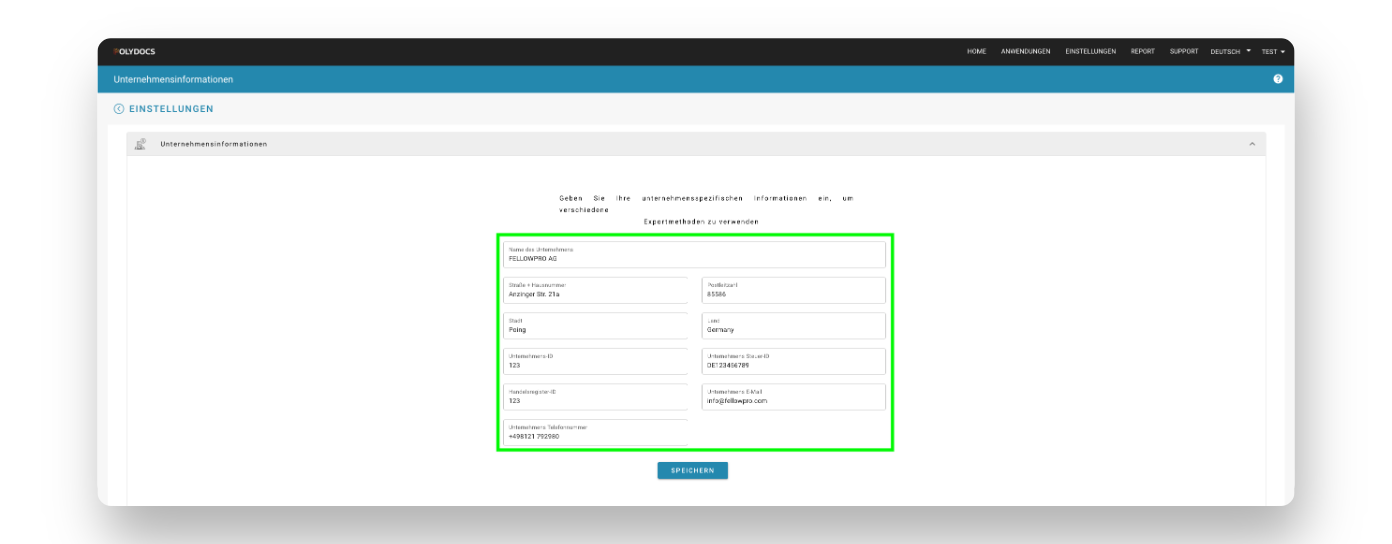 POLYDOCS
HOME ANWENDUNGEN EINSTELLUNGEN REPORT SUPPORT DEUTSCH TEST
Unternehmensinformationen
EINSTELLUNGEN
Unternehmensinformationen
Geben Sie Ihre unternehmensspezifischen Informationen ein, um
verschiedene
Exportmethoden zu verwenden
Name des Unternehmens
FELLOWPRO AG
Straße + Hausnummer
Anzinger Str. 21a
Postleitzahl
85586
Stadt
Poing
Land
Germany
Unternehmens-ID
123
Unternehmens Steuer-ID
DE123456789
Handelsregister-ID
123
Unternehmens E-Mail
info@fellowpro.com
Unternehmens Telefonnummer
+498121 792980
SPEICHERN